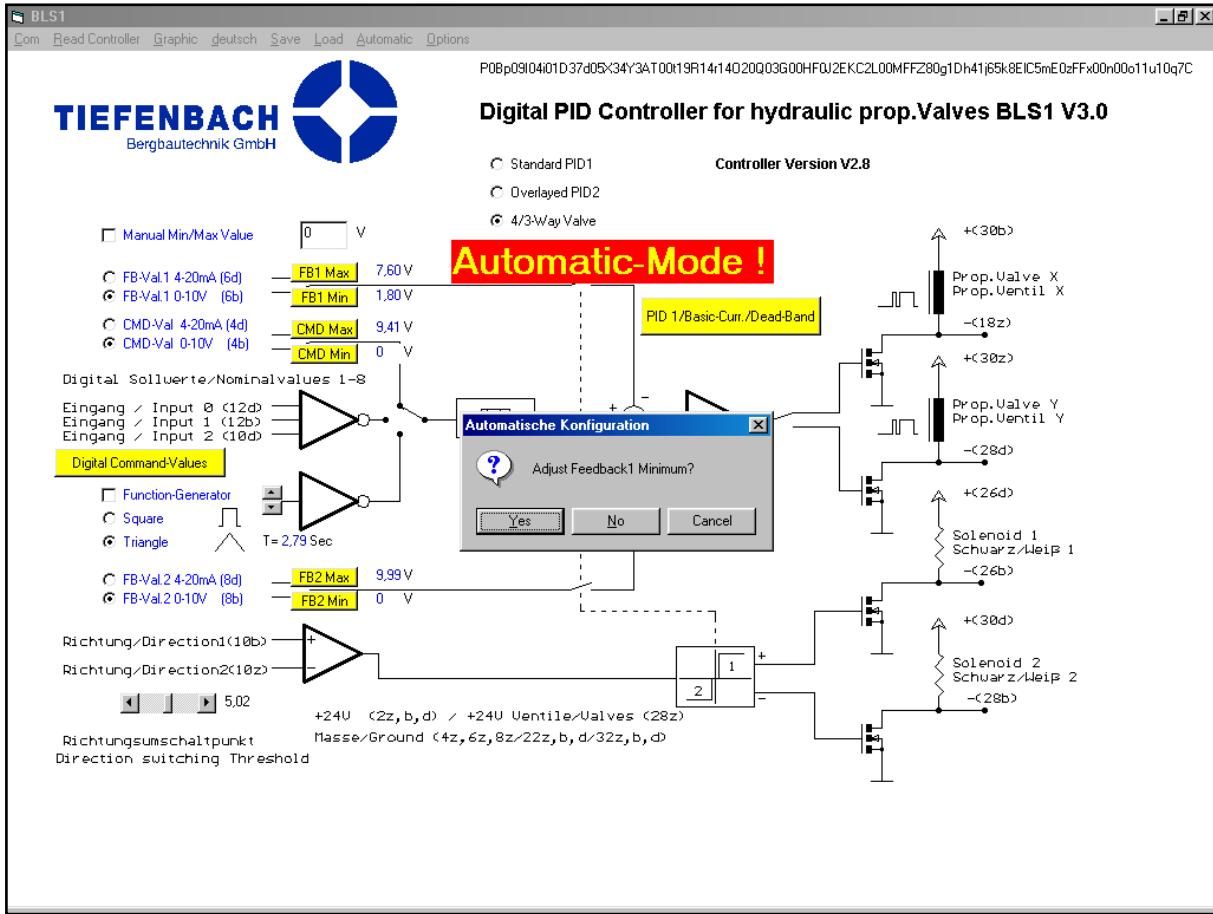 BLS1
Com Read Controller Graphic deutsch Save Load Automatic Options
P0Bp09I04i01D37d05X34Y3AT00t19R14r14O20Q03G00HF0J2EKC2L00MFFZ80g1Dh41j65k8EIC5mE0zFFx00n00o11u10q7C
TIEFENBACH
Bergbautechnik GmbH
Digital PID Controller for hydraulic prop.Valves BLS1 V3.0
Standard PID1
Controller Version V2.8
Overlayed PID2
4/3-Way Valve
Manual Min/Max Value 0 V
Automatic-Mode !
FB-Val.1 4-20mA (6d) FB1 Max 7,60 V
FB-Val.1 0-10V (6b) FB1 Min 1,80 V
CMD-Val 4-20mA (4d) CMD Max 9,41 V
CMD-Val 0-10V (4b) CMD Min 0 V
PID 1/Basic-Curr./Dead-Band
+(30b)
Prop.Valve X
Prop.Ventil X
-(18z)
+(30z)
Prop.Valve Y
Prop.Ventil Y
-(28d)
Digital Sollwerte/Nominalvalues 1-8
Eingang / Input 0 (12d)
Eingang / Input 1 (12b)
Eingang / Input 2 (10d)
Digital Command-Values
+ -
Automatische Konfiguration
Adjust Feedback1 Minimum?
Yes No Cancel
Function-Generator
Square
Triangle T= 2,79 Sec
+(26d)
Solenoid 1
Schwarz/Weiß 1
-(26b)
FB-Val.2 4-20mA (8d) FB2 Max 9,99 V
FB-Val.2 0-10V (8b) FB2 Min 0 V
+(30d)
Solenoid 2
Schwarz/Weiß 2
-(28b)
Richtung/Direction1(10b) +
Richtung/Direction2(10z) -
1 +
2 -
5,02
+24V (2z,b,d) / +24V Ventile/Valves (28z)
Masse/Ground (4z,6z,8z/22z,b,d/32z,b,d)
Richtungsumschaltpunkt
Direction switching Threshold